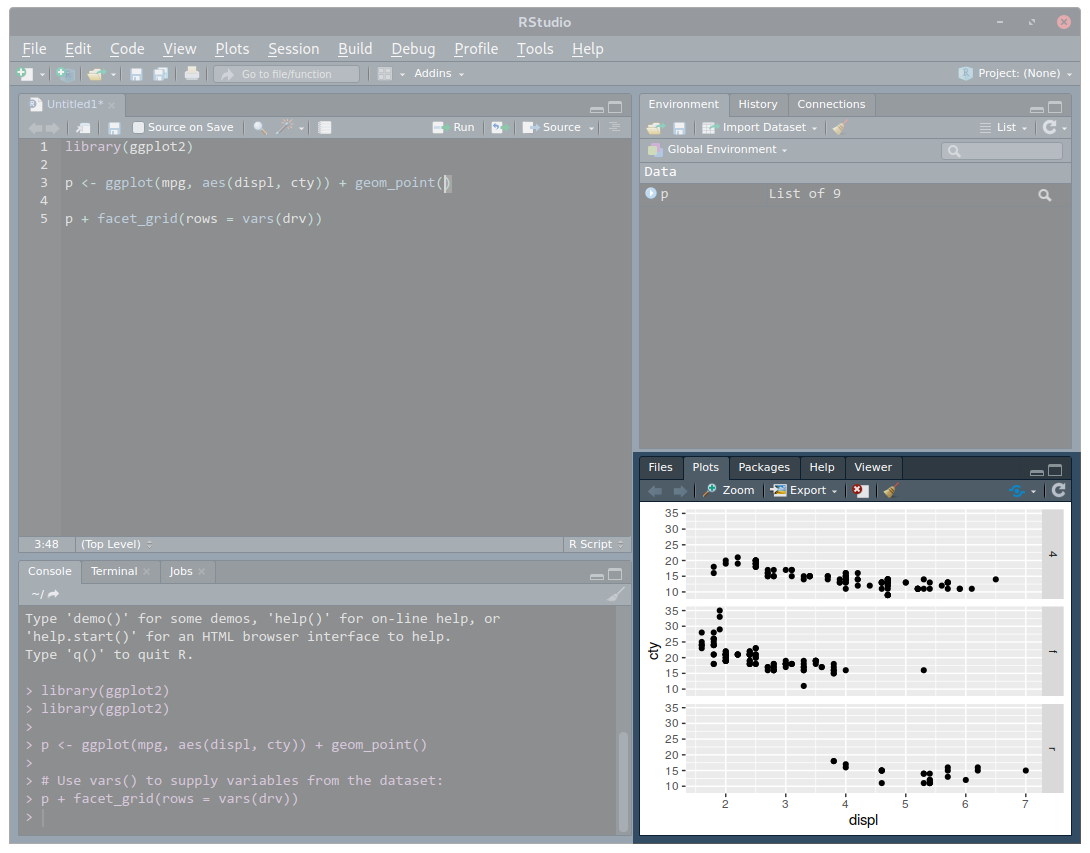 RStudio
File Edit Code View Plots Session Build Debug Profile Tools Help
Go to file/function Addins Project: (None)
Untitled1*
Source on Save Run Source
1 library(ggplot2)
2
3 p <- ggplot(mpg, aes(displ, cty)) + geom_point()
4
5 p + facet_grid(rows = vars(drv))
3:48 (Top Level) R Script
Console Terminal Jobs
~/
Type 'demo()' for some demos, 'help()' for on-line help, or
'help.start()' for an HTML browser interface to help.
Type 'q()' to quit R.
> library(ggplot2)
> library(ggplot2)
>
> p <- ggplot(mpg, aes(displ, cty)) + geom_point()
>
> # Use vars() to supply variables from the dataset:
> p + facet_grid(rows = vars(drv))
>
Environment History Connections
Import Dataset List
Global Environment
Data
p List of 9
Files Plots Packages Help Viewer
Zoom Export
35
30
25
20
15
10
4
35
30
25
20
15
10
f
cty
35
30
25
20
15
10
r
2 3 4 5 6 7
displ